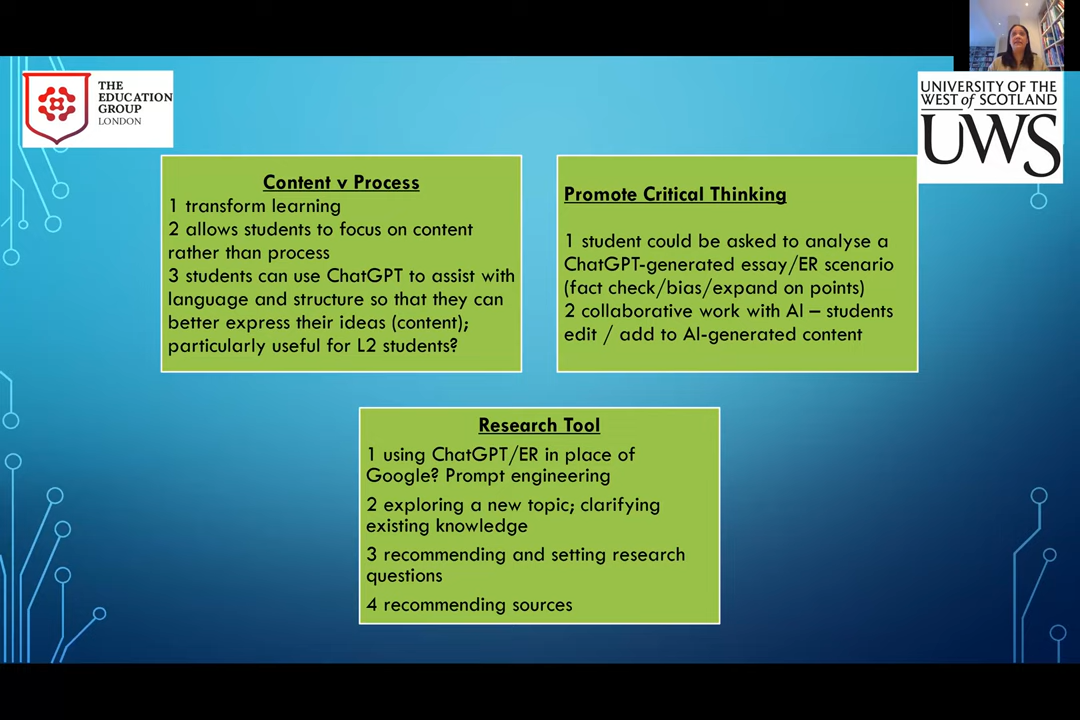 THE
EDUCATION
GROUP
LONDON
UNIVERSITY OF THE
WEST of SCOTLAND
UWS
Content v Process
1 transform learning
2 allows students to focus on content
rather than process
3 students can use ChatGPT to assist with
language and structure so that they can
better express their ideas (content);
particularly useful for L2 students?
Promote Critical Thinking
1 student could be asked to analyse a
ChatGPT-generated essay/ER scenario
(fact check/bias/expand on points)
2 collaborative work with AI – students
edit / add to AI-generated content
Research Tool
1 using ChatGPT/ER in place of
Google? Prompt engineering
2 exploring a new topic; clarifying
existing knowledge
3 recommending and setting research
questions
4 recommending sources